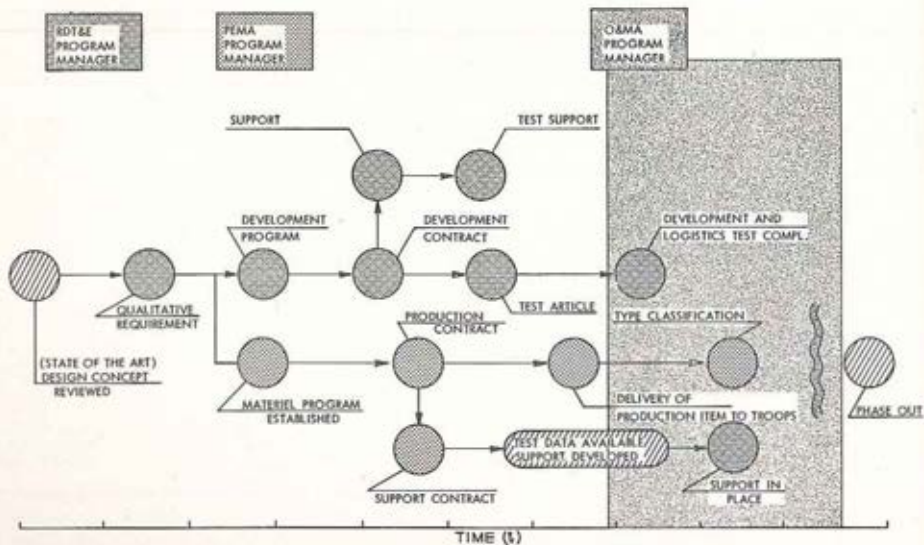 RDT&E
PROGRAM
MANAGER
PEMA
PROGRAM
MANAGER
O&MA
PROGRAM
MANAGER
SUPPORT
TEST SUPPORT
DEVELOPMENT
PROGRAM
DEVELOPMENT
CONTRACT
DEVELOPMENT AND
LOGISTICS TEST COMPL.
QUALITATIVE
REQUIREMENT
TEST ARTICLE
PRODUCTION
CONTRACT
TYPE CLASSIFICATION
(STATE OF THE ART)
DESIGN CONCEPT
REVIEWED
MATERIEL PROGRAM
ESTABLISHED
DELIVERY OF
PRODUCTION ITEM TO TROOPS
PHASE OUT
TEST DATA AVAILABLE
SUPPORT DEVELOPED
SUPPORT CONTRACT
SUPPORT IN
PLACE
TIME (t)